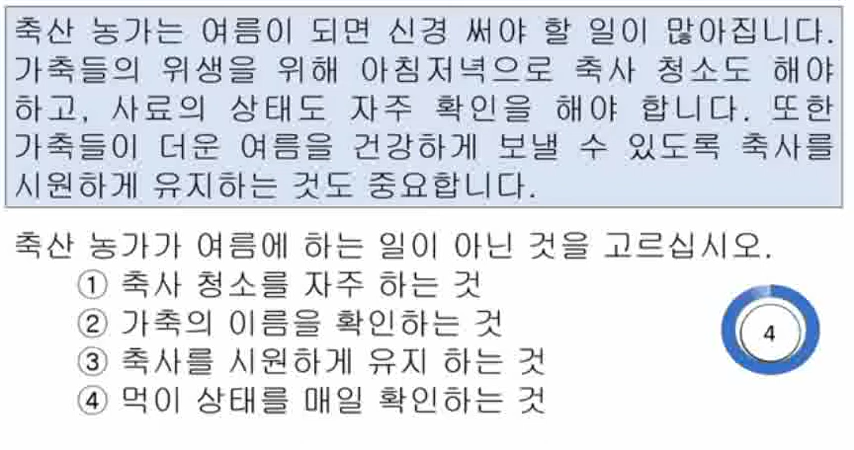 축산 농가는 여름이 되면 신경 써야 할 일이 많아집니다.
가축들의 위생을 위해 아침저녁으로 축사 청소도 해야
하고, 사료의 상태도 자주 확인을 해야 합니다. 또한
가축들이 더운 여름을 건강하게 보낼 수 있도록 축사를
시원하게 유지하는 것도 중요합니다.
축산 농가가 여름에 하는 일이 아닌 것을 고르십시오.
① 축사 청소를 자주 하는 것
② 가축의 이름을 확인하는 것
③ 축사를 시원하게 유지 하는 것
④ 먹이 상태를 매일 확인하는 것
4